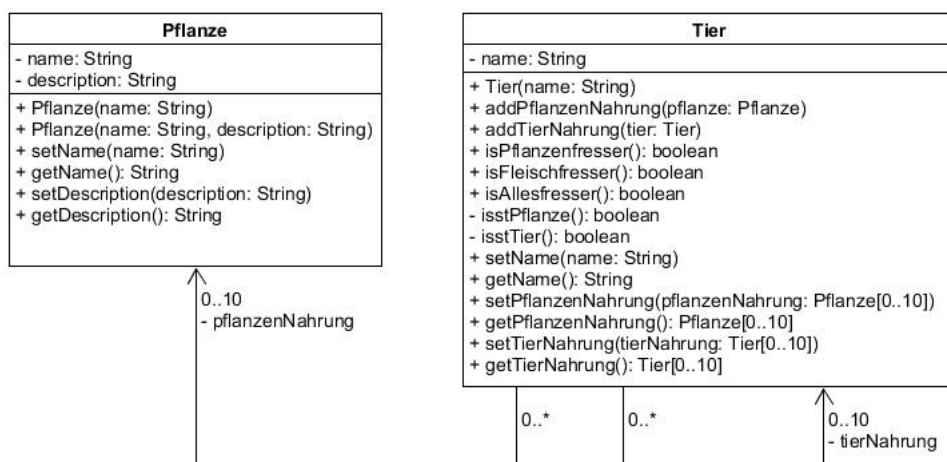 Pflanze
- name: String
- description: String
+ Pflanze(name: String)
+ Pflanze(name: String, description: String)
+ setName(name: String)
+ getName(): String
+ setDescription(description: String)
+ getDescription(): String
0..10
- pflanzenNahrung
Tier
- name: String
+ Tier(name: String)
+ addPflanzenNahrung(pflanze: Pflanze)
+ addTierNahrung(tier: Tier)
+ isPflanzenfresser(): boolean
+ isFleischfresser(): boolean
+ isAllesfresser(): boolean
- isstPflanze(): boolean
- isstTier(): boolean
+ setName(name: String)
+ getName(): String
+ setPflanzenNahrung(pflanzenNahrung: Pflanze[0..10])
+ getPflanzenNahrung(): Pflanze[0..10]
+ setTierNahrung(tierNahrung: Tier[0..10])
+ getTierNahrung(): Tier[0..10]
0..*
0..*
0..10
- tierNahrung